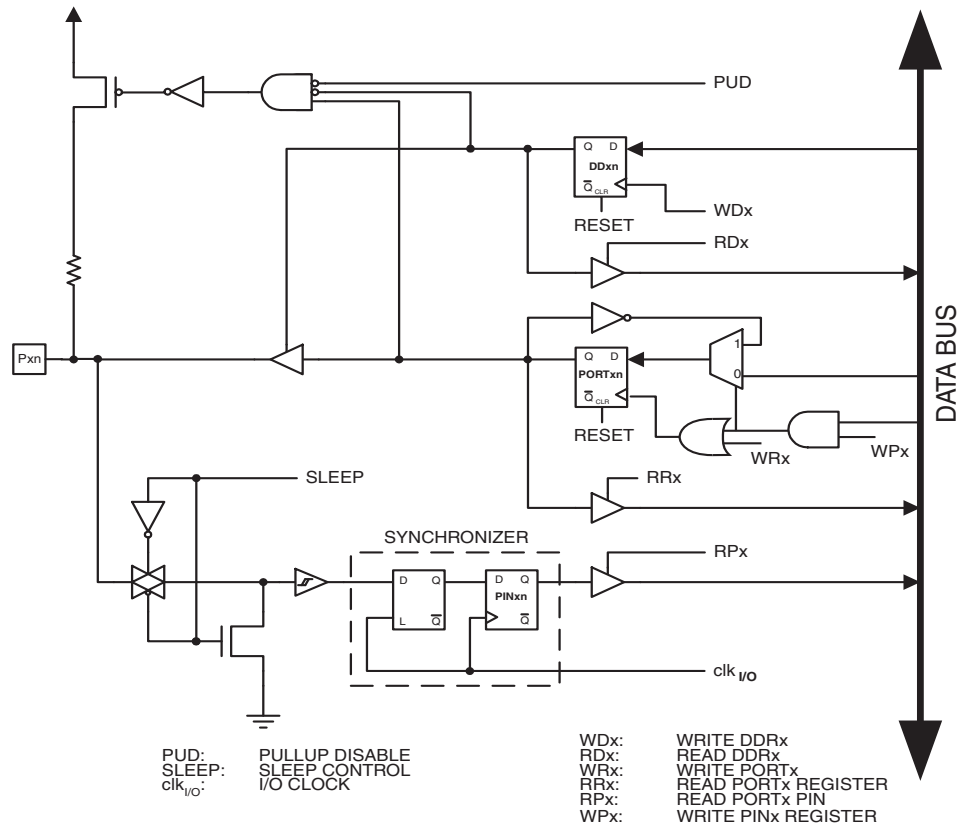 PUD
Q D
DDxn
Q CLR
WDx
RESET
RDx
1
Pxn
Q D
PORTxn
0
Q CLR
RESET
WRx
WPx
DATA BUS
SLEEP
RRx
SYNCHRONIZER
RPx
D Q
D Q
PINxn
L Q
Q
clk I/O
PUD: PULLUP DISABLE
SLEEP: SLEEP CONTROL
clkI/O: I/O CLOCK
WDx: WRITE DDRx
RDx: READ DDRx
WRx: WRITE PORTx
RRx: READ PORTx REGISTER
RPx: READ PORTx PIN
WPx: WRITE PINx REGISTER